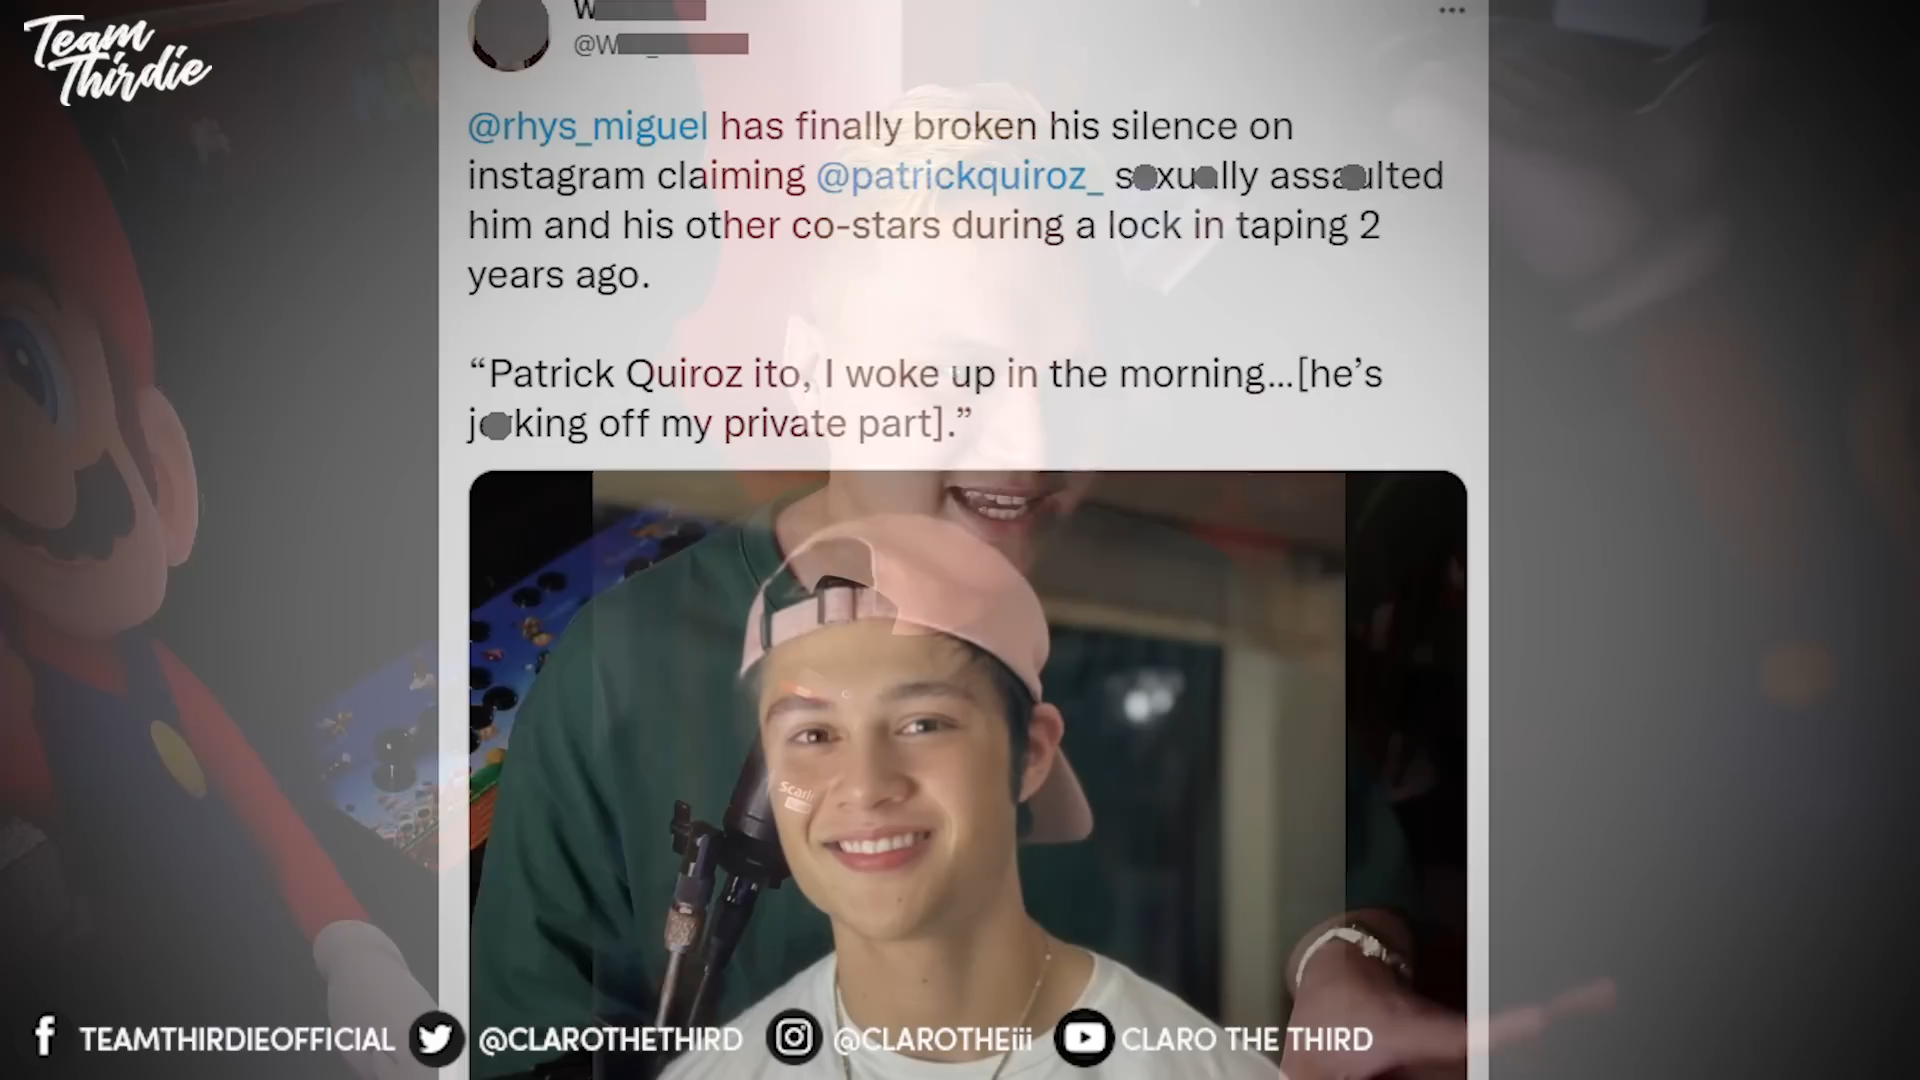 Team
Thirdie
W
@W
@rhys_miguel has finally broken his silence on
instagram claiming @patrickquiroz_ s●xu●lly assa●lted
him and his other co-stars during a lock in taping 2
years ago.
“Patrick Quiroz ito, I woke up in the morning...[he’s
j●king off my private part].”
TEAMTHIRDIEOFFICIAL @CLAROTHETHIRD @CLAROTHEiii CLARO THE THIRD